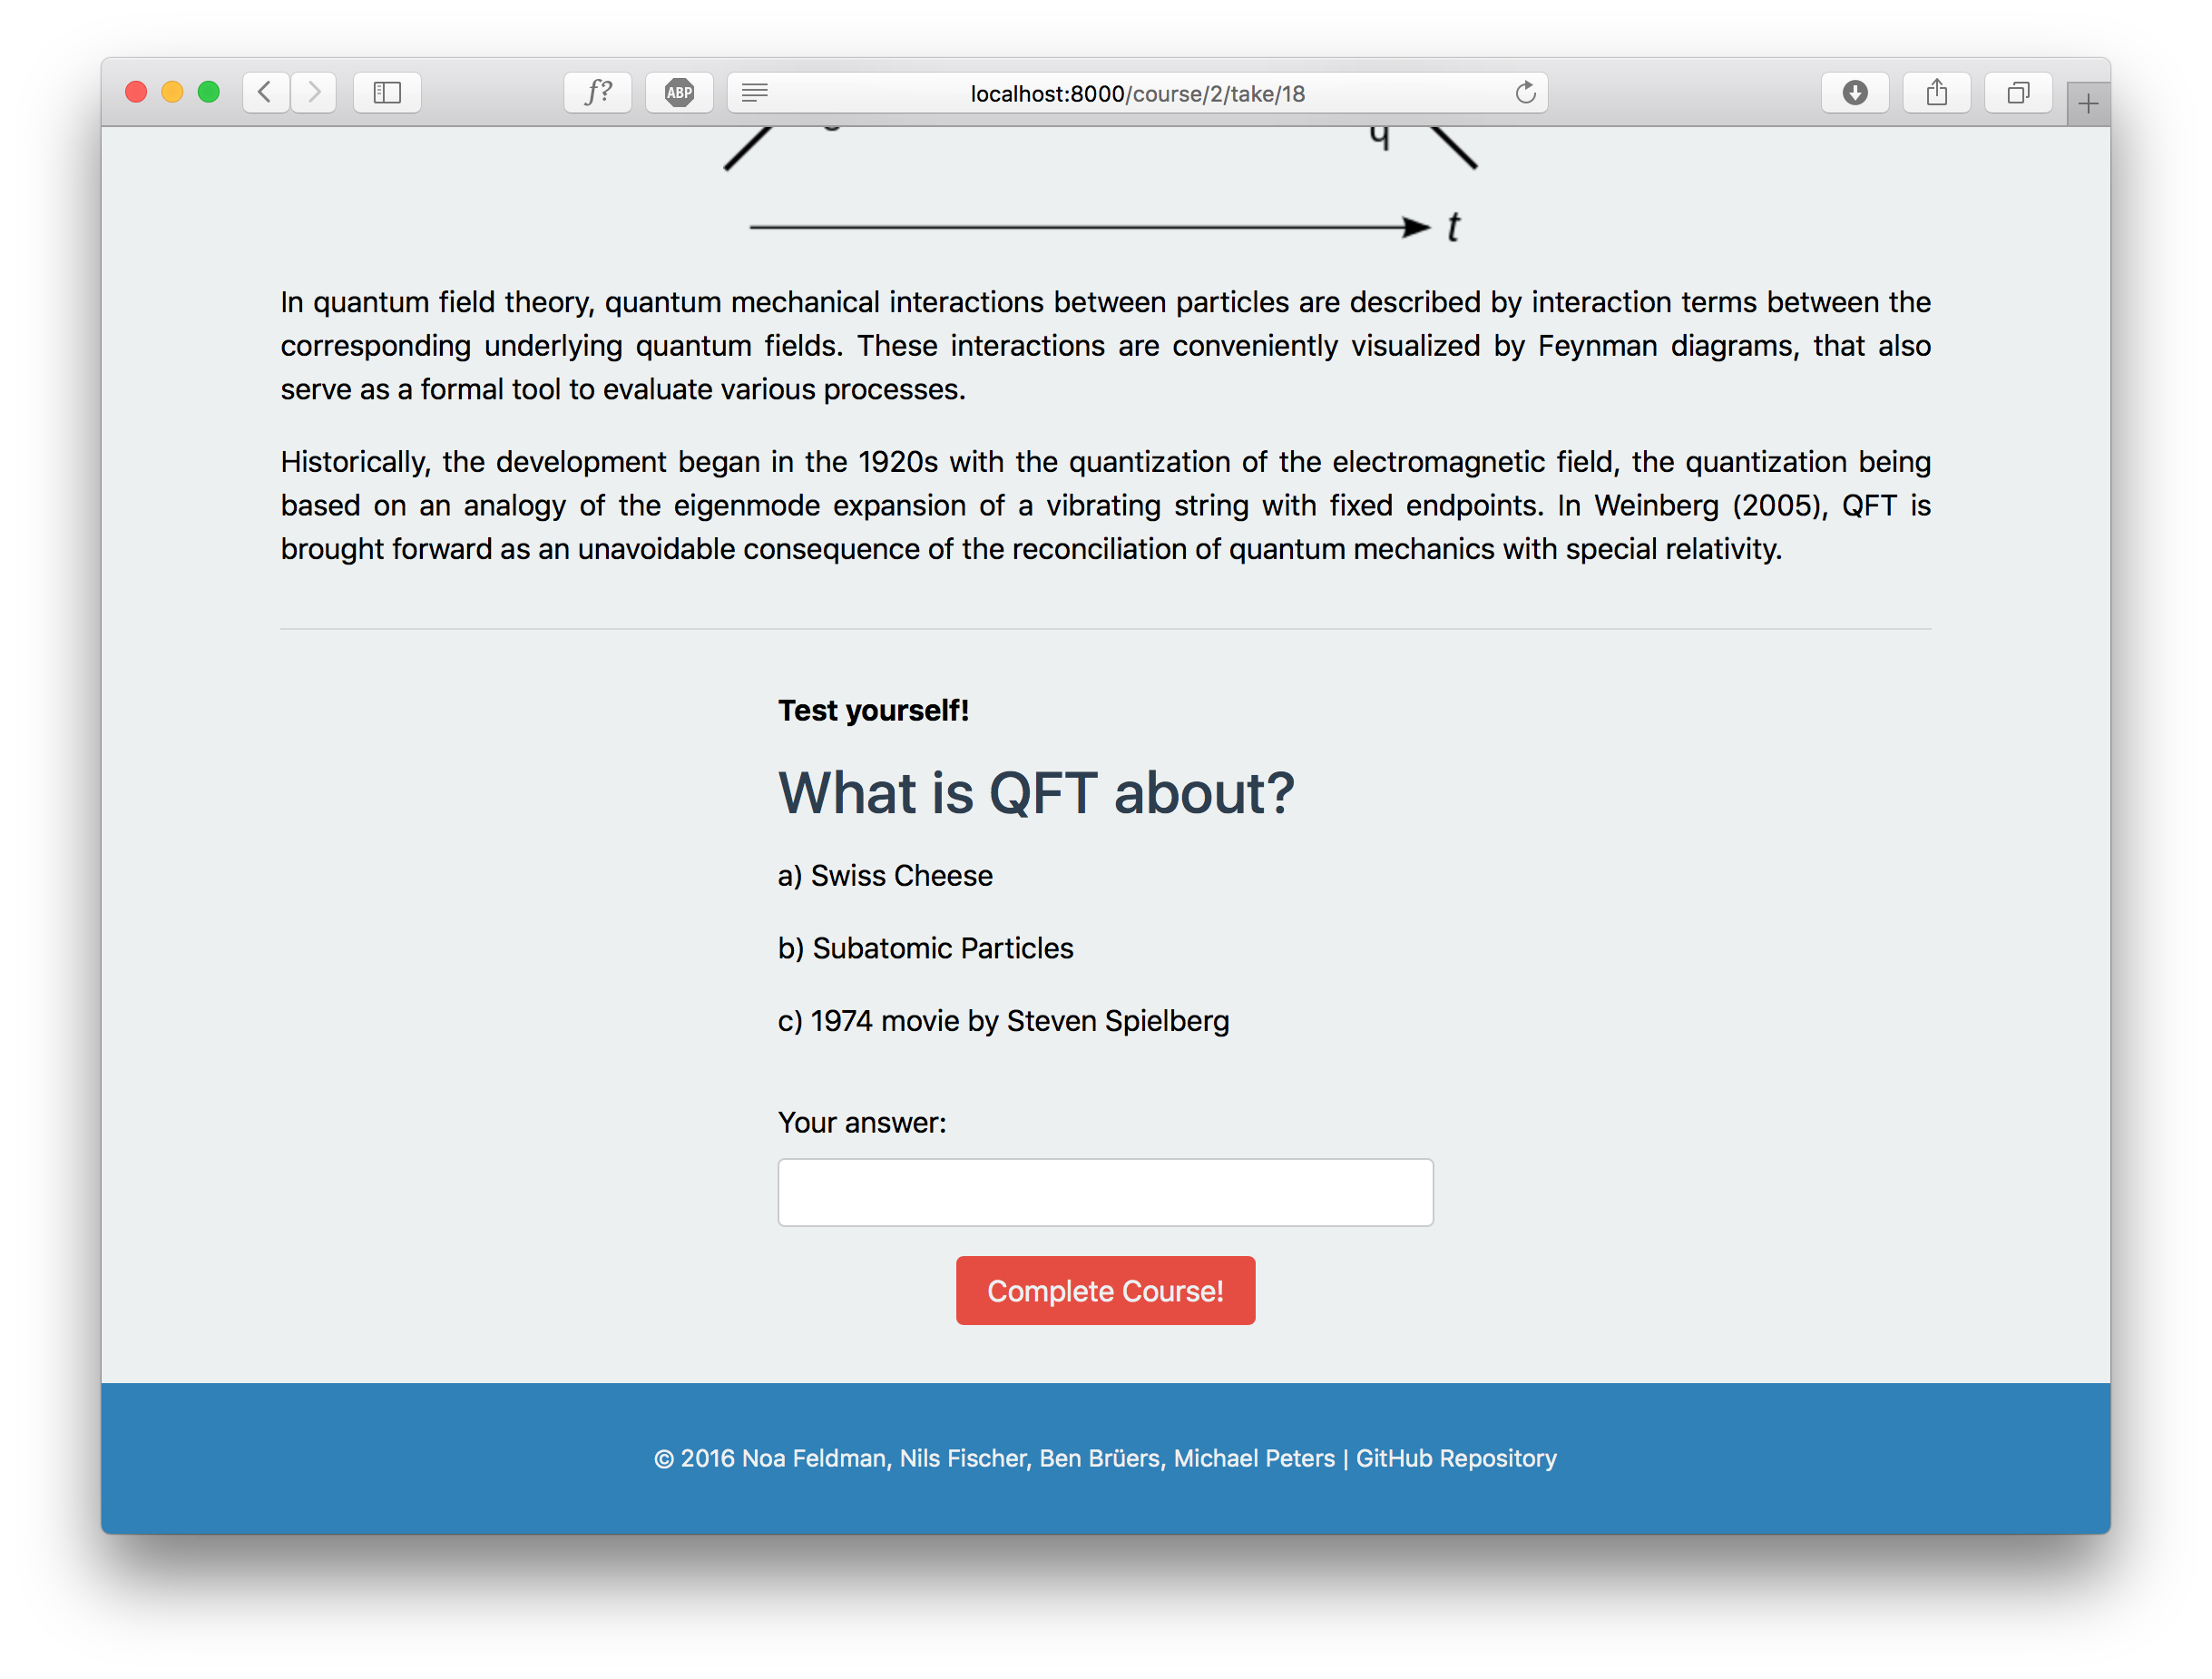 f?
ABP
localhost:8000/course/2/take/18
t
In quantum field theory, quantum mechanical interactions between particles are described by interaction terms between the
corresponding underlying quantum fields. These interactions are conveniently visualized by Feynman diagrams, that also
serve as a formal tool to evaluate various processes.
Historically, the development began in the 1920s with the quantization of the electromagnetic field, the quantization being
based on an analogy of the eigenmode expansion of a vibrating string with fixed endpoints. In Weinberg (2005), QFT is
brought forward as an unavoidable consequence of the reconciliation of quantum mechanics with special relativity.
Test yourself!
What is QFT about?
a) Swiss Cheese
b) Subatomic Particles
c) 1974 movie by Steven Spielberg
Your answer:
Complete Course!
© 2016 Noa Feldman, Nils Fischer, Ben Brüers, Michael Peters | GitHub Repository